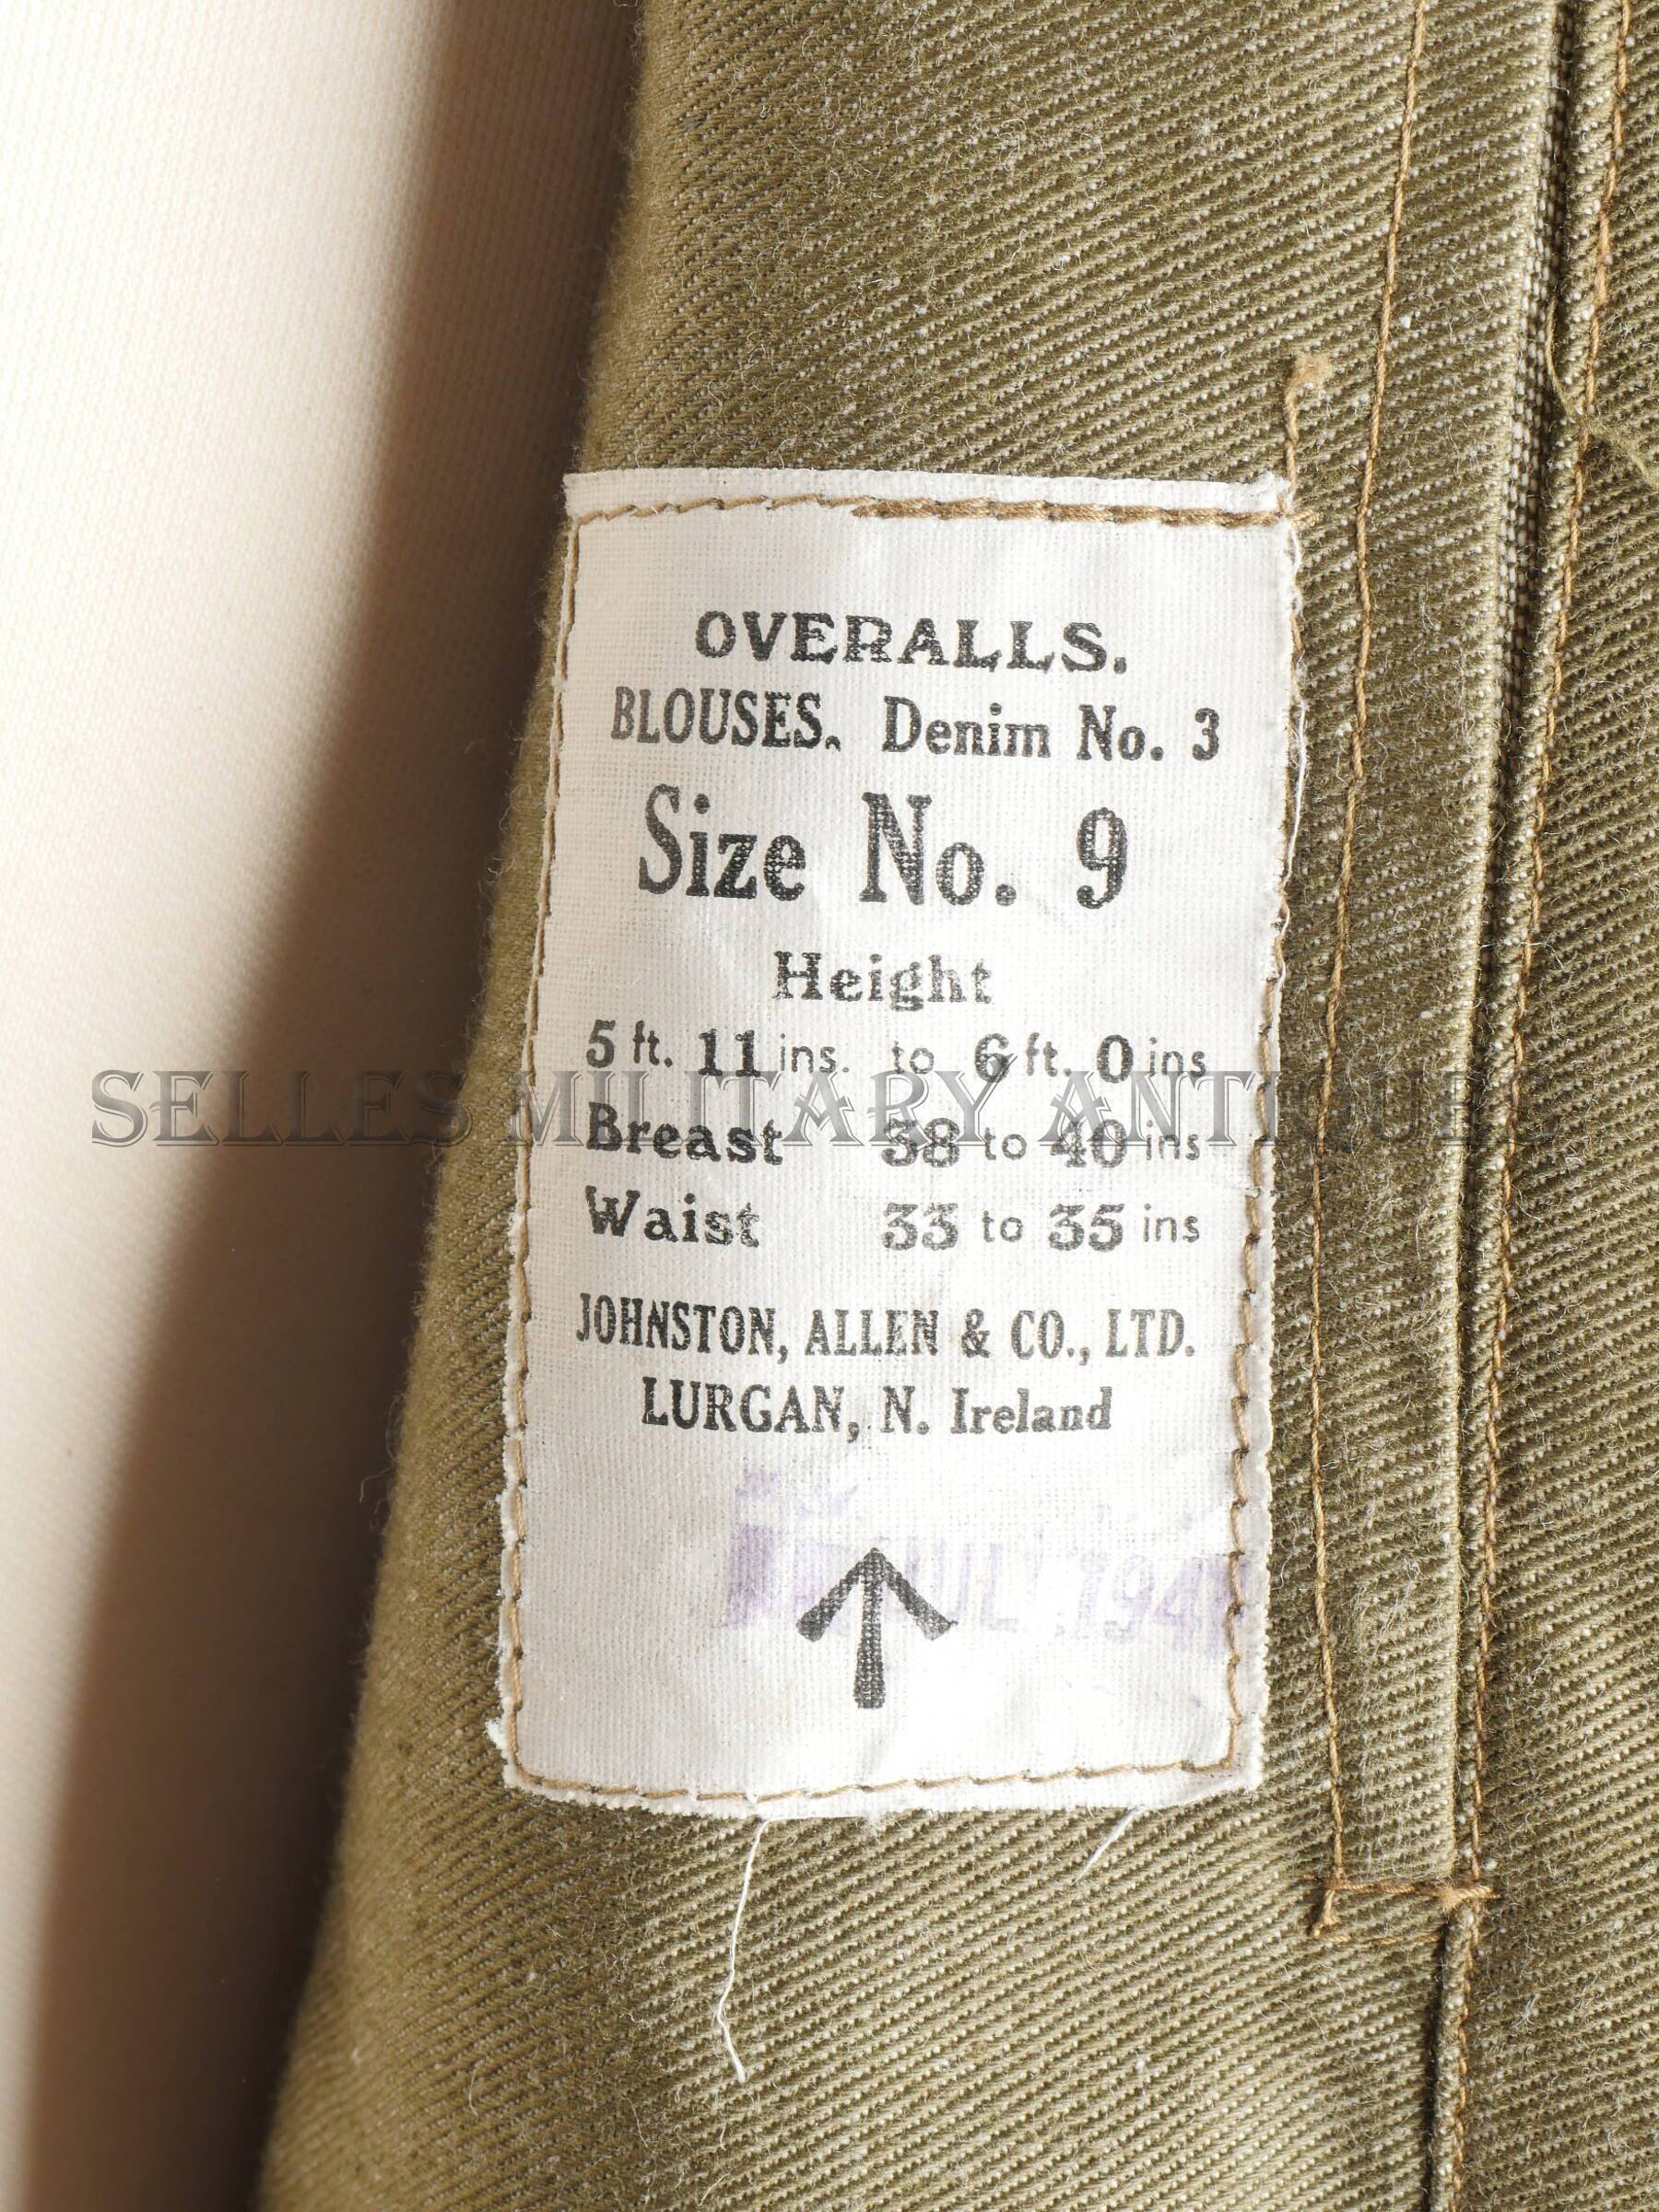 OVERALLS.
BLOUSES. Denim No. 3
Size No. 9
Height
5 ft. 11 ins. to 6 ft. 0 ins
SELLES MILITARY ANTIQUES
Breast 38 to 40 ins
Waist 33 to 35 ins
JOHNSTON, ALLEN & CO., LTD.
LURGAN, N. Ireland